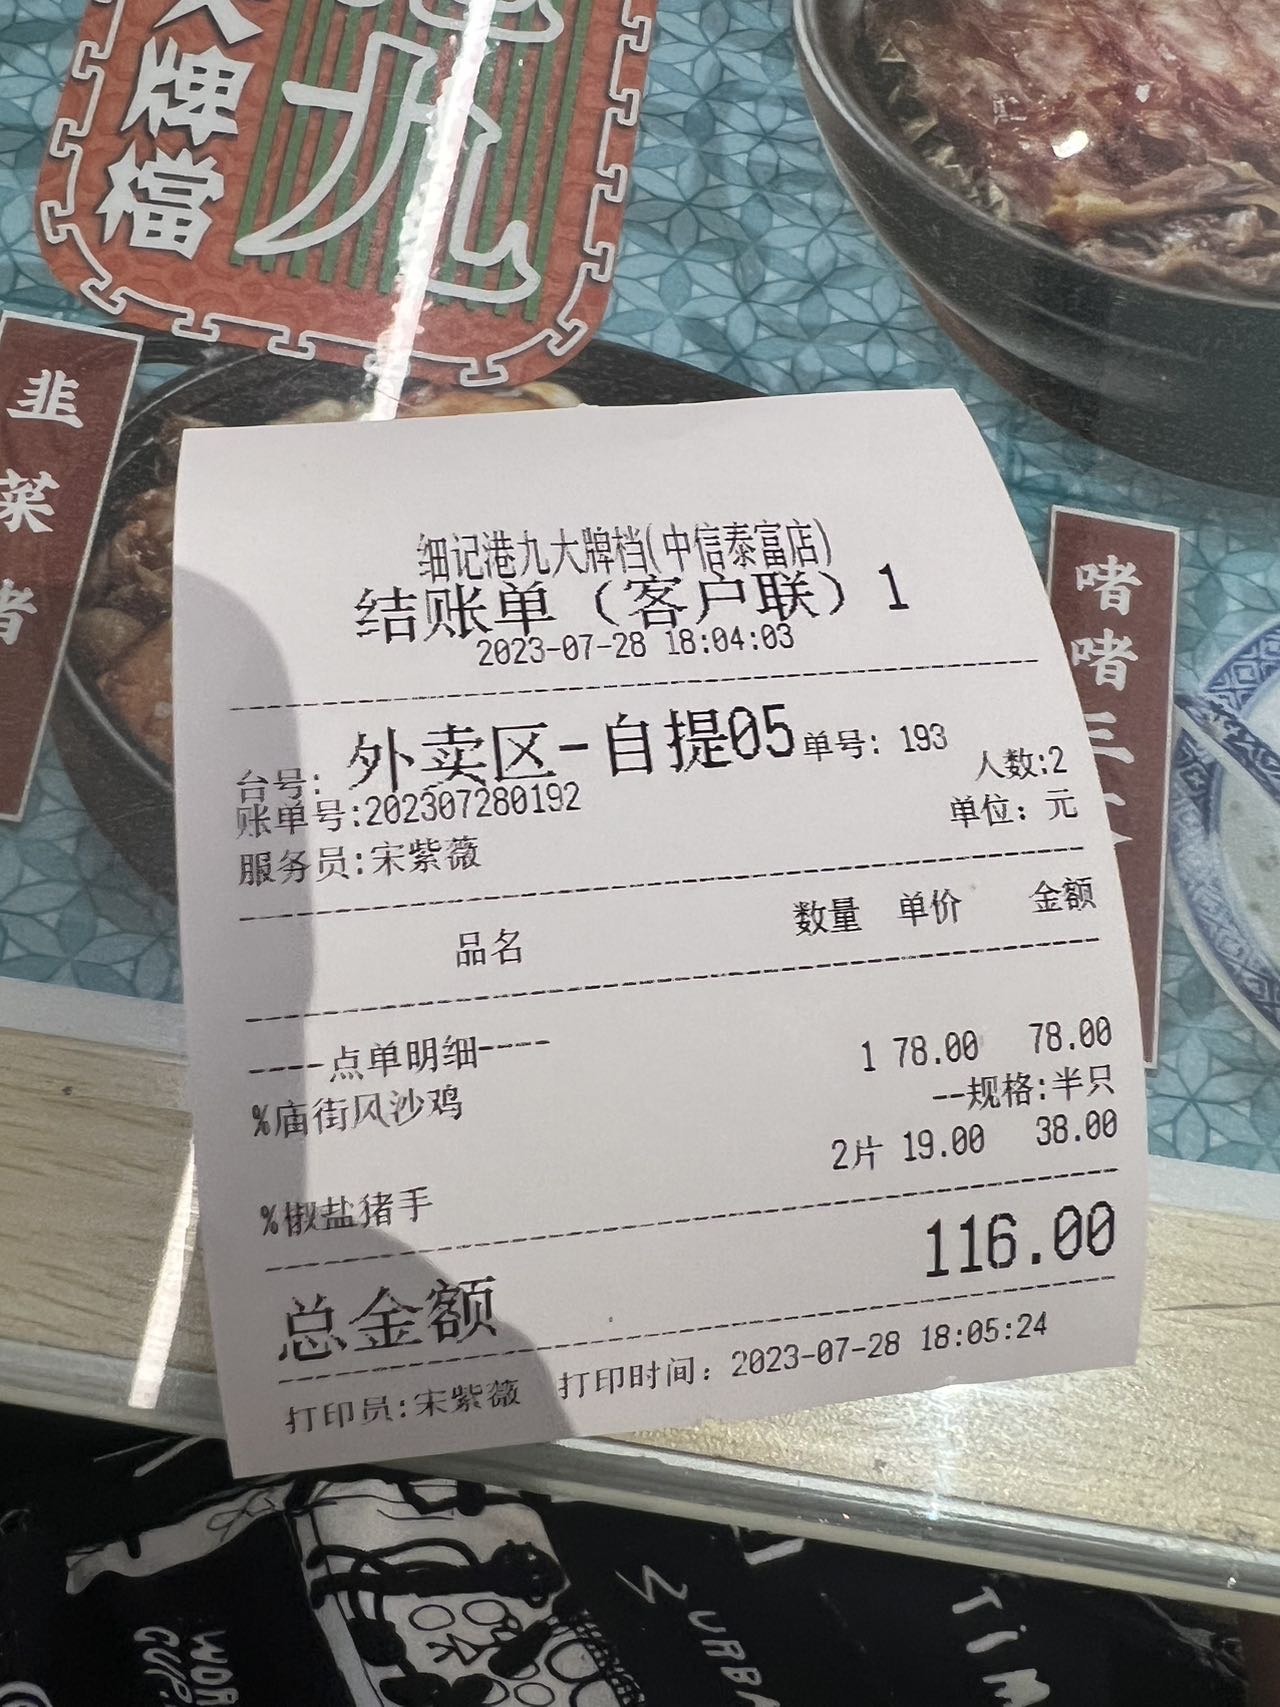 大牌檔
港九
韭菜
啫啫三
细记港九大牌档(中信泰富店)
结账单（客户联）1
2023-07-28 18:04:03
台号: 外卖区-自提05 单号: 193
人数:2
账单号:202307280192
单位: 元
服务员:宋紫薇
品名 数量 单价 金额
----点单明细----
%庙街风沙鸡 1 78.00 78.00
--规格:半只
%椒盐猪手 2片 19.00 38.00
总金额 116.00
打印员:宋紫薇 打印时间: 2023-07-28 18:05:24
URBA
TiM
WOR
CUP